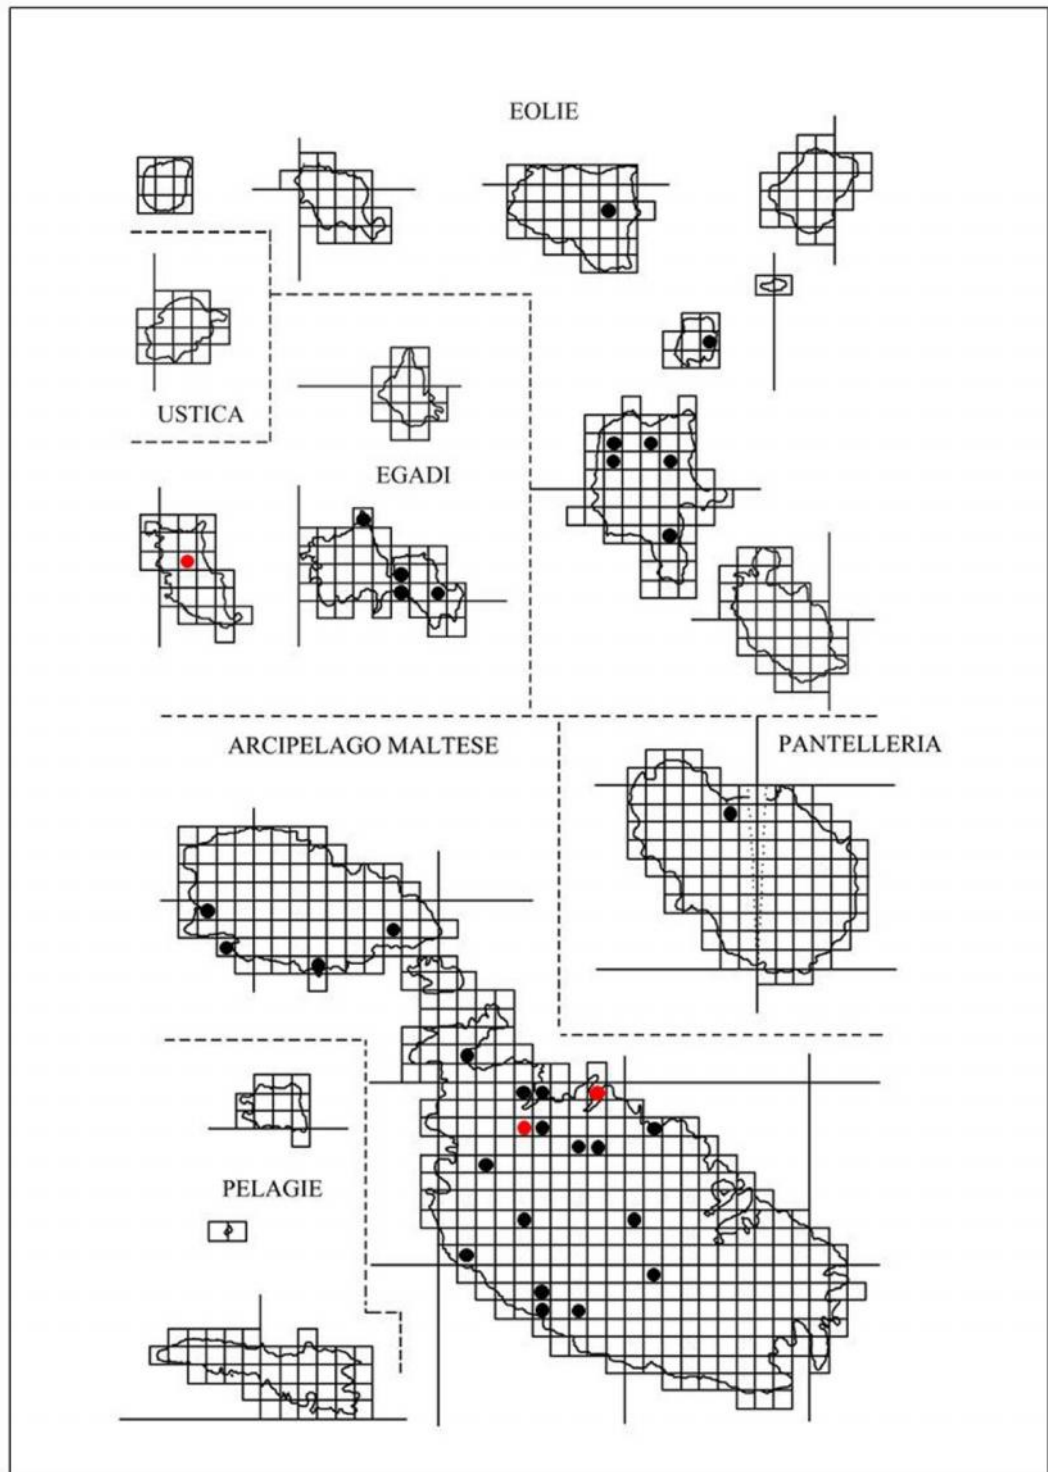 EOLIE
USTICA
EGADI
ARCIPELAGO MALTESE
PANTELLERIA
PELAGIE